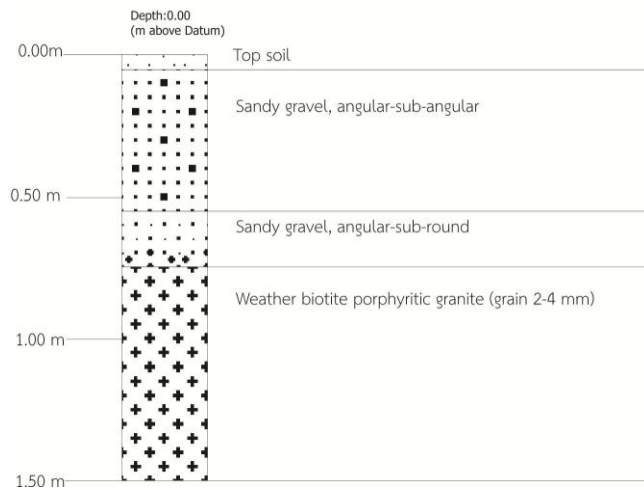 Depth:0.00
(m above Datum)
0.00m
Top soil
Sandy gravel, angular-sub-angular
0.50 m
Sandy gravel, angular-sub-round
Weather biotite porphyritic granite (grain 2-4 mm)
1.00 m
1.50 m